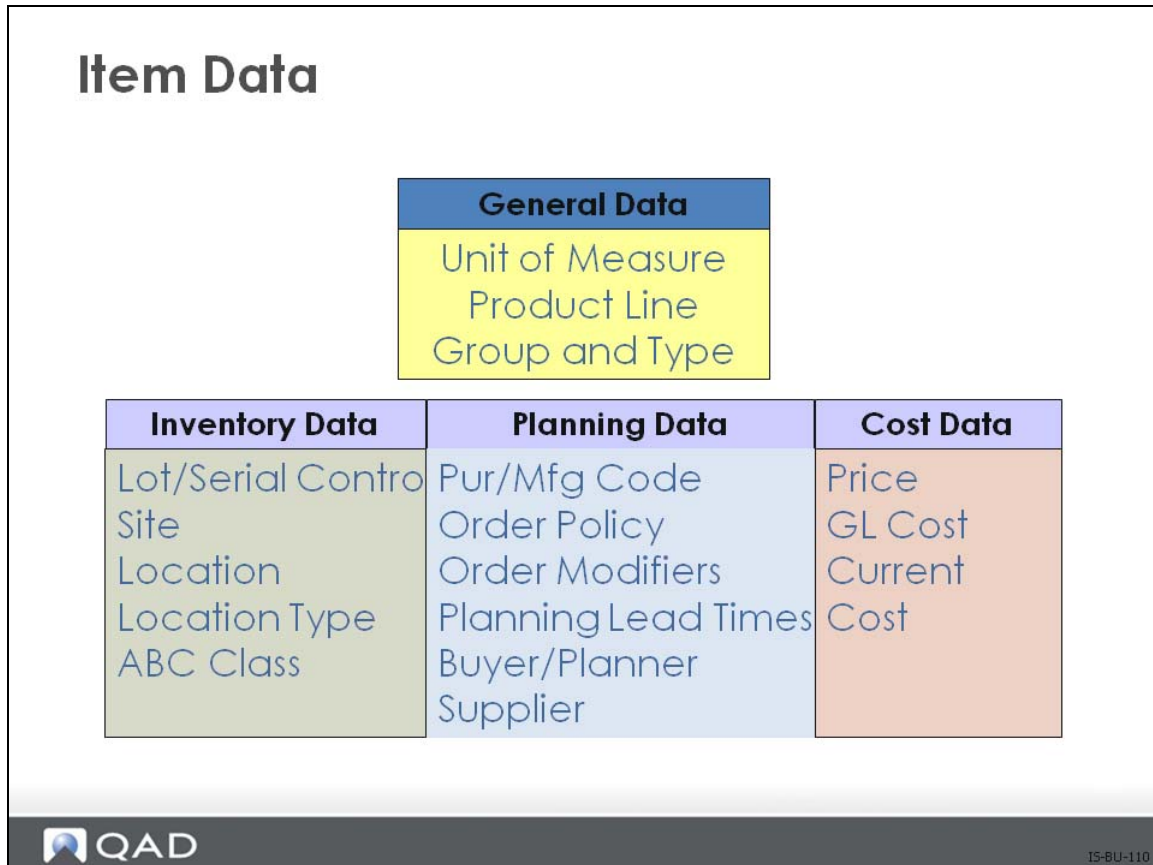 Item Data
General Data
Unit of Measure
Product Line
Group and Type
Inventory Data
Lot/Serial Contro
Site
Location
Location Type
ABC Class
Planning Data
Pur/Mfg Code
Order Policy
Order Modifiers
Planning Lead Times
Buyer/Planner
Supplier
Cost Data
Price
GL Cost
Current
Cost
QAD
IS-BU-110